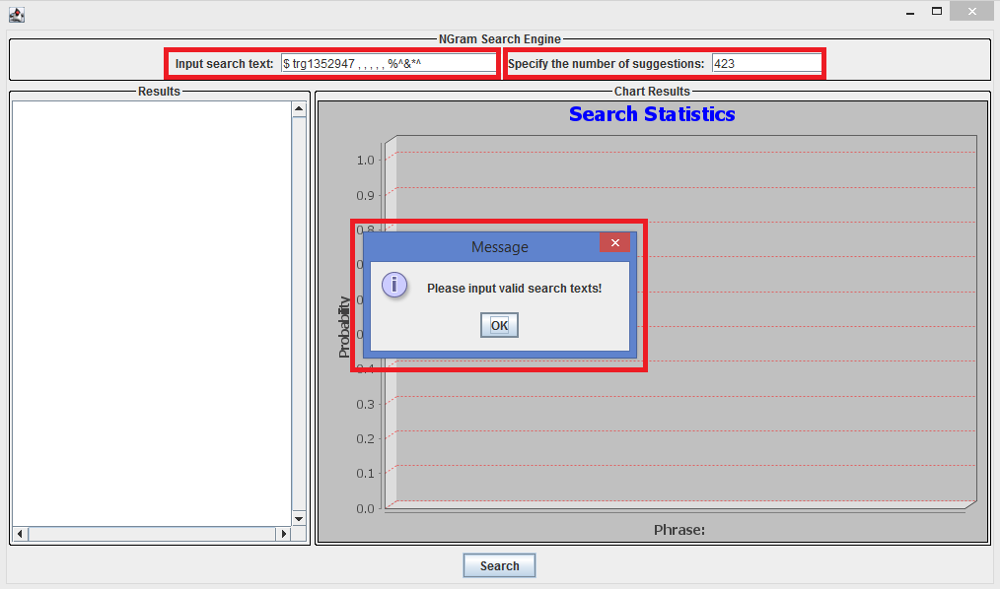 NGram Search Engine
Input search text: $ trg1352947 , , , , , %^&*^ Specify the number of suggestions: 423
Results
Chart Results
Search Statistics
1.0
0.9
0.8
Message
Please input valid search texts!
OK
Probability
0.4
0.3
0.2
0.1
0.0
Phrase:
Search